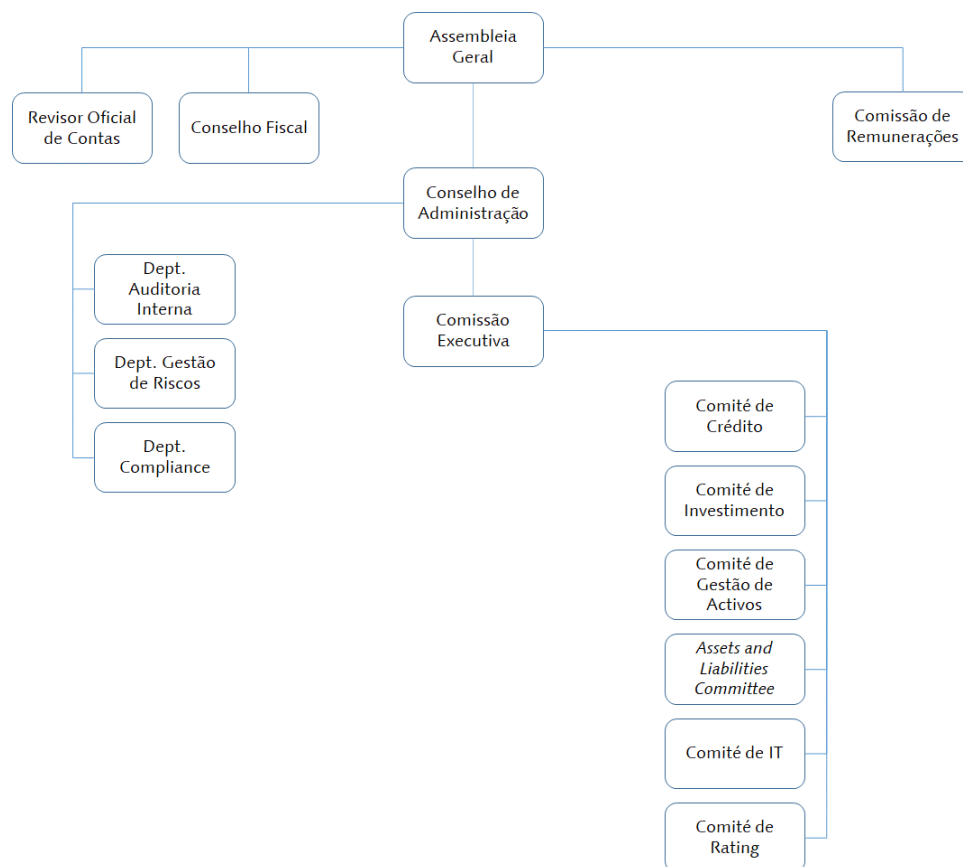 Assembleia
Geral
Revisor Oficial
de Contas
Conselho Fiscal
Comissão de
Remunerações
Conselho de
Administração
Dept.
Auditoria
Interna
Dept. Gestão
de Riscos
Dept.
Compliance
Comissão
Executiva
Comité de
Crédito
Comité de
Investimento
Comité de
Gestão de
Activos
Assets and
Liabilities
Committee
Comité de IT
Comité de
Rating